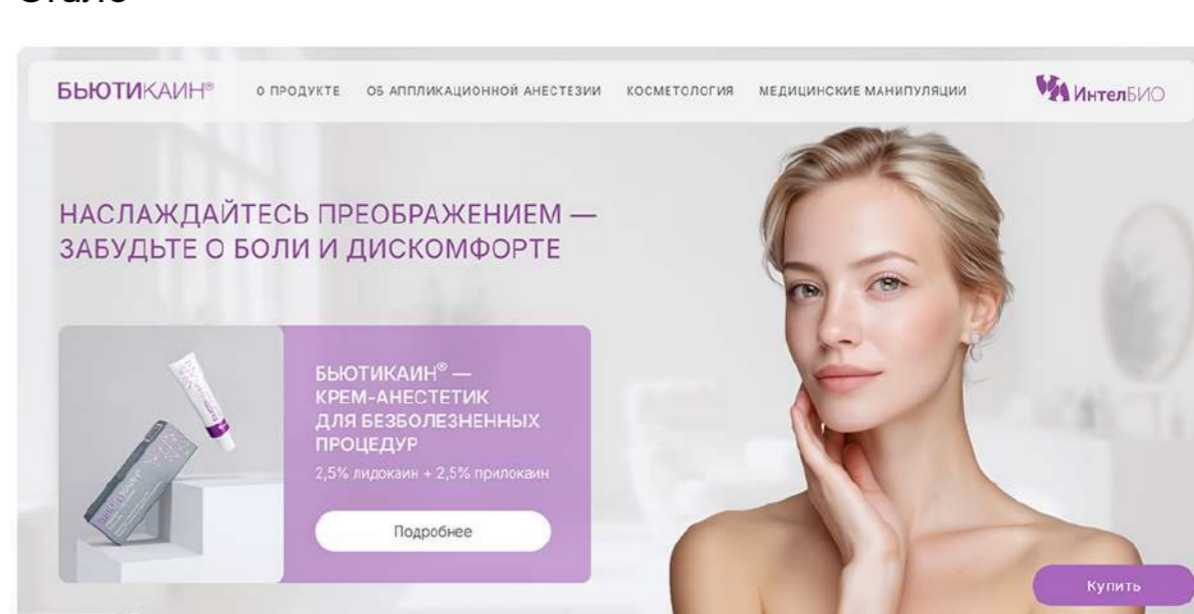 Стало
БЬЮТИКАИН® О ПРОДУКТЕ ОБ АППЛИКАЦИОННОЙ АНЕСТЕЗИИ КОСМЕТОЛОГИЯ МЕДИЦИНСКИЕ МАНИПУЛЯЦИИ ИнтелБИО
НАСЛАЖДАЙТЕСЬ ПРЕОБРАЖЕНИЕМ —
ЗАБУДЬТЕ О БОЛИ И ДИСКОМФОРТЕ
БЬЮТИКАИН® —
КРЕМ-АНЕСТЕТИК
ДЛЯ БЕЗБОЛЕЗНЕННЫХ
ПРОЦЕДУР
2,5% лидокаин + 2,5% прилокаин
Подробнее
Купить